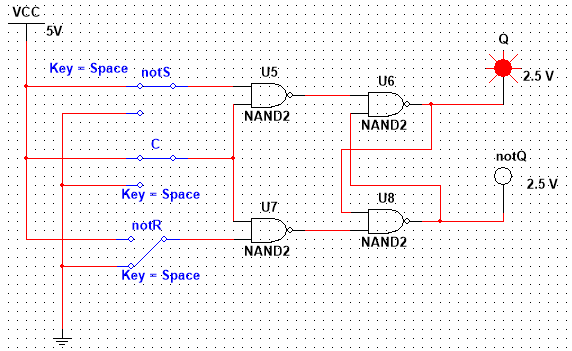 VCC
5V
Key = Space
notS
U5
NAND2
U6
NAND2
Q
2.5 V
C
Key = Space
notR
Key = Space
U7
NAND2
U8
NAND2
notQ
2.5 V